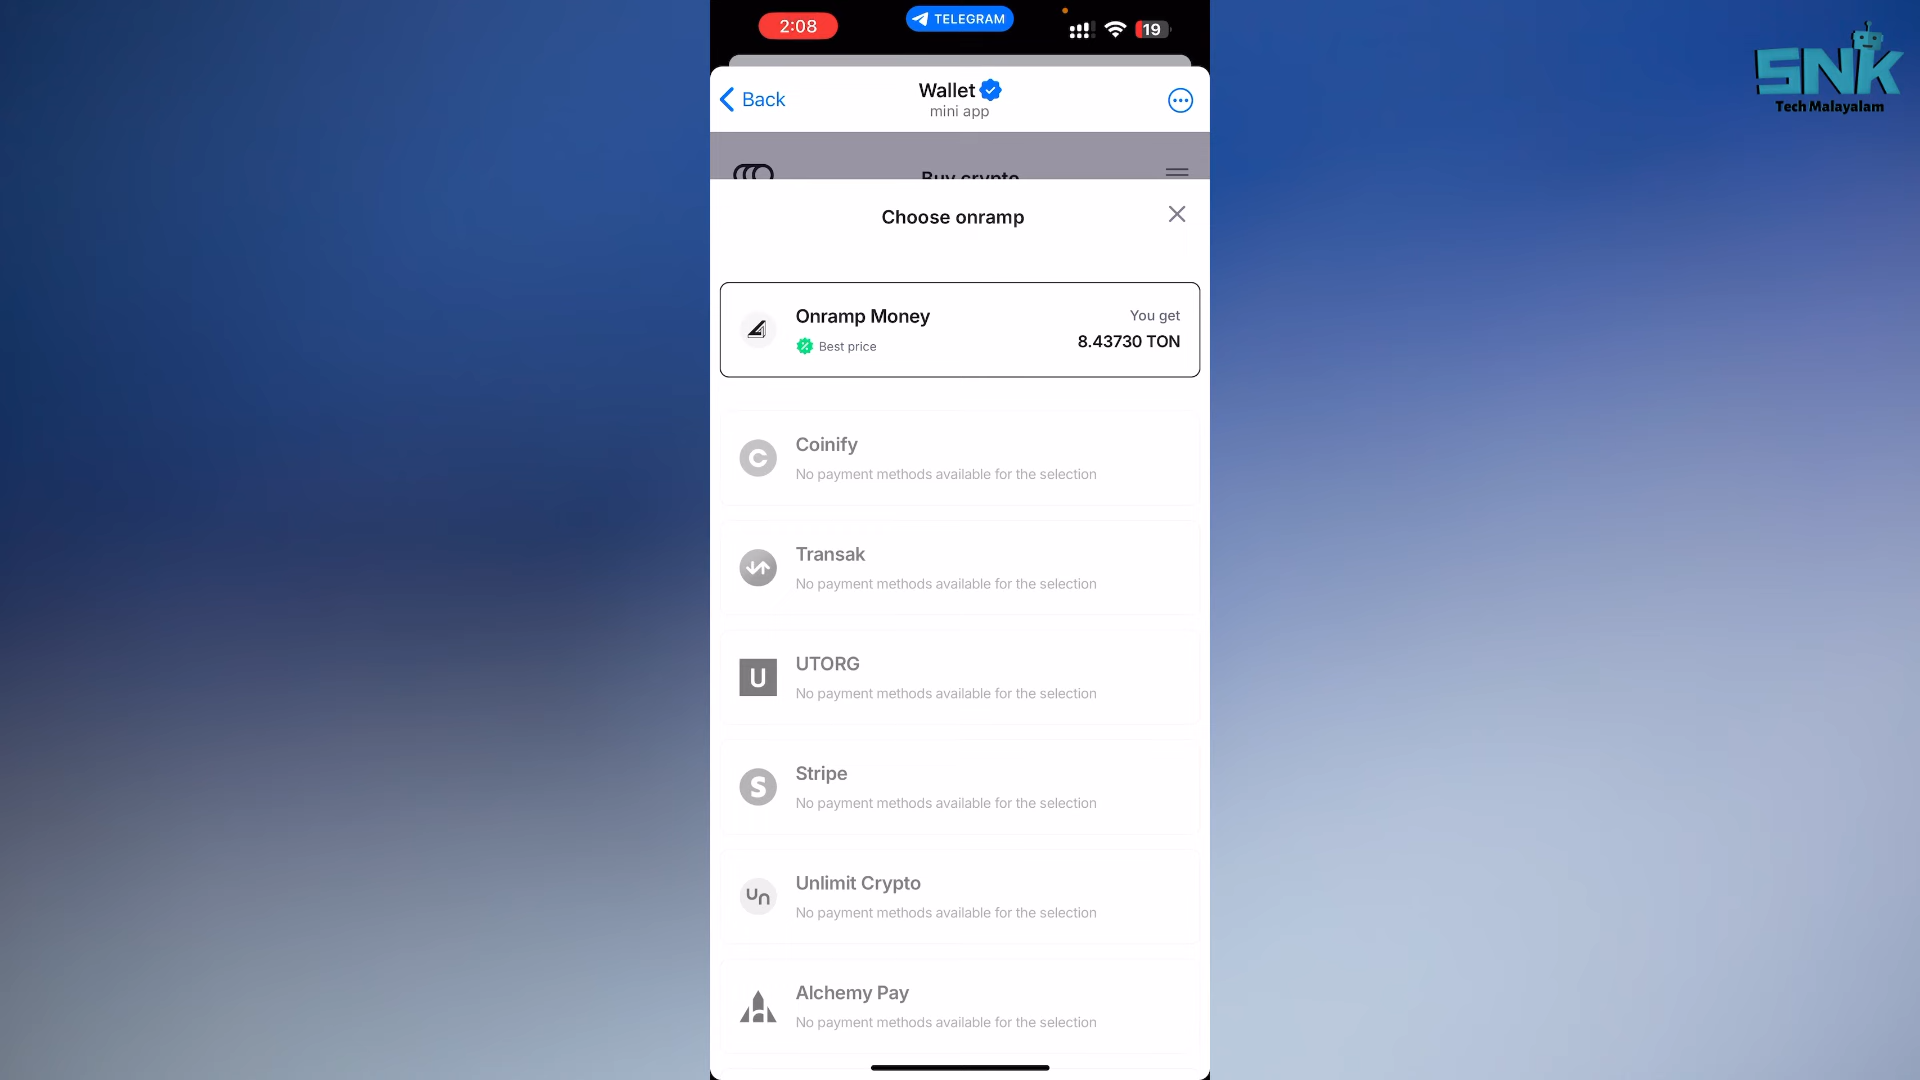 2:08
TELEGRAM
19
SNK
Tech Malayalam
Back
Wallet
mini app
Buy crypto
Choose onramp
Onramp Money
You get
Best price
8.43730 TON
C
Coinify
No payment methods available for the selection
Transak
No payment methods available for the selection
U
UTORG
No payment methods available for the selection
S
Stripe
No payment methods available for the selection
Un
Unlimit Crypto
No payment methods available for the selection
Alchemy Pay
No payment methods available for the selection